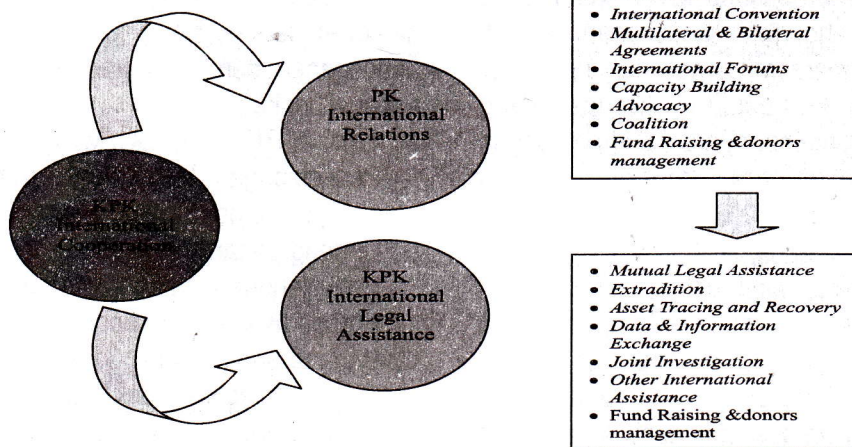 KPK
International
Cooperation
PK
International
Relations
KPK
International
Legal
Assistance
• International Convention
• Multilateral & Bilateral
Agreements
• International Forums
• Capacity Building
• Advocacy
• Coalition
• Fund Raising &donors
management
• Mutual Legal Assistance
• Extradition
• Asset Tracing and Recovery
• Data & Information
Exchange
• Joint Investigation
• Other International
Assistance
• Fund Raising &donors
management